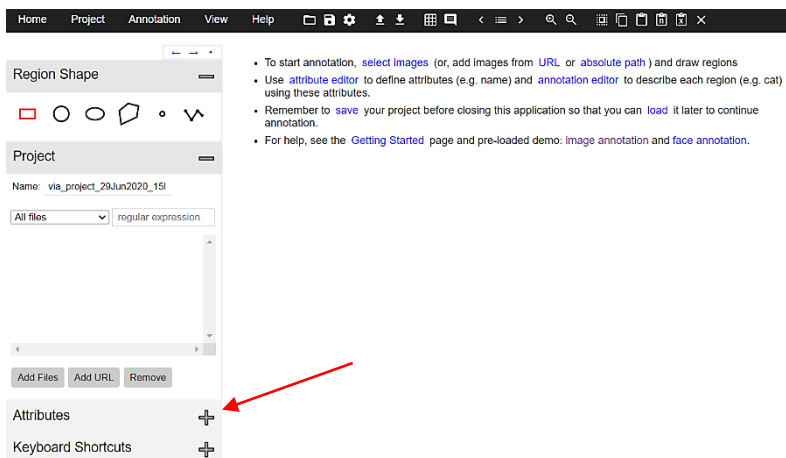 Home Project Annotation View Help
Region Shape
Project
Name: via_project_29Jun2020_15l
All files regular expression
Add Files Add URL Remove
Attributes
Keyboard Shortcuts
To start annotation, select images (or, add images from URL or absolute path ) and draw regions
Use attribute editor to define attributes (e.g. name) and annotation editor to describe each region (e.g. cat)
using these attributes.
Remember to save your project before closing this application so that you can load it later to continue
annotation.
For help, see the Getting Started page and pre-loaded demo: image annotation and face annotation.